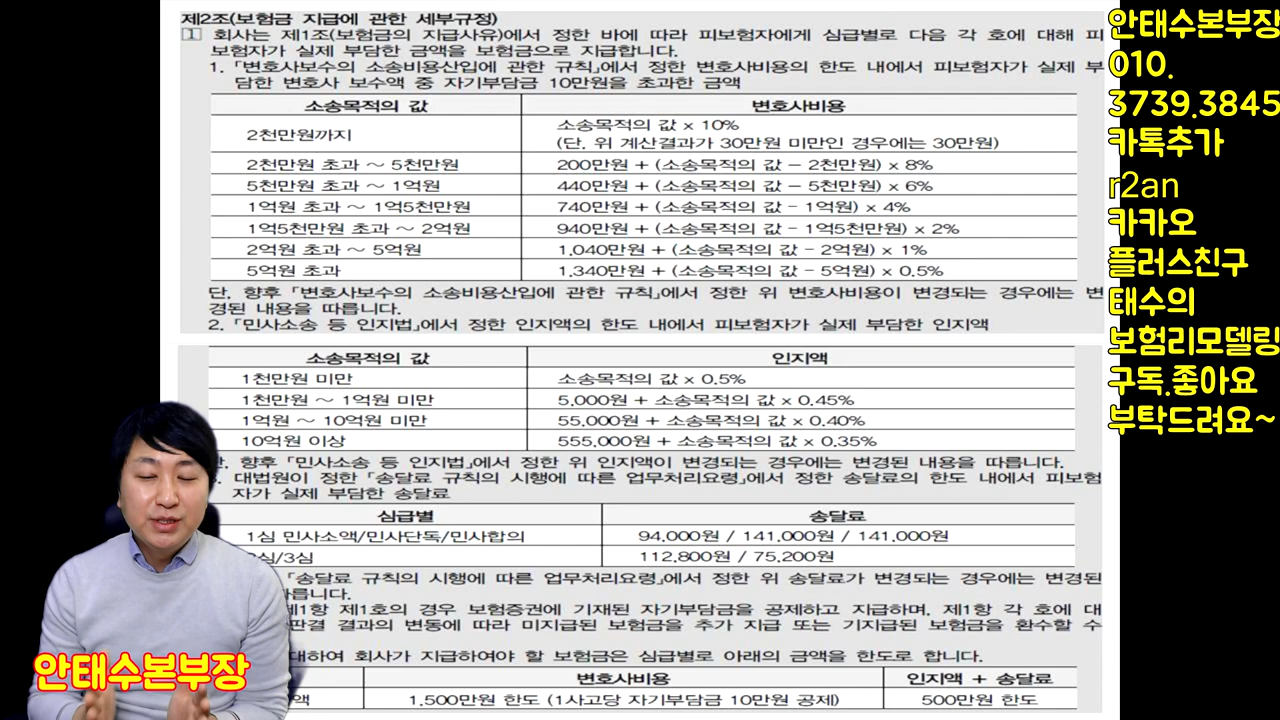 제2조(보험금 지급에 관한 세부규정)
1 회사는 제1조(보험금의 지급사유)에서 정한 바에 따라 피보험자에게 심급별로 다음 각 호에 대해 피
보험자가 실제 부담한 금액을 보험금으로 지급합니다.
1. 「변호사보수의 소송비용산입에 관한 규칙」에서 정한 변호사비용의 한도 내에서 피보험자가 실제 부
담한 변호사 보수액 중 자기부담금 10만원을 초과한 금액
소송목적의 값 변호사비용
2천만원까지 소송목적의 값 x 10%
(단, 위 계산결과가 30만원 미만인 경우에는 30만원)
2천만원 초과 ~ 5천만원 200만원 + (소송목적의 값 - 2천만원) x 8%
5천만원 초과 ~ 1억원 440만원 + (소송목적의 값 - 5천만원) x 6%
1억원 초과 ~ 1억5천만원 740만원 + (소송목적의 값 - 1억원) x 4%
1억5천만원 초과 ~ 2억원 940만원 + (소송목적의 값 - 1억5천만원) x 2%
2억원 초과 ~ 5억원 1,040만원 + (소송목적의 값 - 2억원) x 1%
5억원 초과 1,340만원 + (소송목적의 값 - 5억원) x 0.5%
단, 향후 「변호사보수의 소송비용산입에 관한 규칙」에서 정한 위 변호사비용이 변경되는 경우에는 변
경된 내용을 따릅니다.
2. 「민사소송 등 인지법」에서 정한 인지액의 한도 내에서 피보험자가 실제 부담한 인지액
소송목적의 값 인지액
1천만원 미만 소송목적의 값 x 0.5%
1천만원 ~ 1억원 미만 5,000원 + 소송목적의 값 x 0.45%
1억원 ~ 10억원 미만 55,000원 + 소송목적의 값 x 0.40%
10억원 이상 555,000원 + 소송목적의 값 x 0.35%
향후 「민사소송 등 인지법」에서 정한 위 인지액이 변경되는 경우에는 변경된 내용을 따릅니다.
대법원이 정한 「송달료 규칙의 시행에 따른 업무처리요령」에서 정한 송달료의 한도 내에서 피보험
자가 실제 부담한 송달료
심급별 송달료
1심 민사소액/민사단독/민사합의 94,000원 / 141,000원 / 141,000원
심/3심 112,800원 / 75,200원
「송달료 규칙의 시행에 따른 업무처리요령」에서 정한 위 송달료가 변경되는 경우에는 변경된
따릅니다.
제1항 제1호의 경우 보험증권에 기재된 자기부담금을 공제하고 지급하며, 제1항 각 호에 대
판결 결과의 변동에 따라 미지급된 보험금을 추가 지급 또는 기지급된 보험금을 환수할 수
대하여 회사가 지급하여야 할 보험금은 심급별로 아래의 금액을 한도로 합니다.
변호사비용 인지액 + 송달료
액 1,500만원 한도 (1사고당 자기부담금 10만원 공제) 500만원 한도
안태수본부장
010.
3739.3845
카톡추가
r2an
카카오
플러스친구
태수의
보험리모델링
구독.좋아요
부탁드려요~
안태수본부장